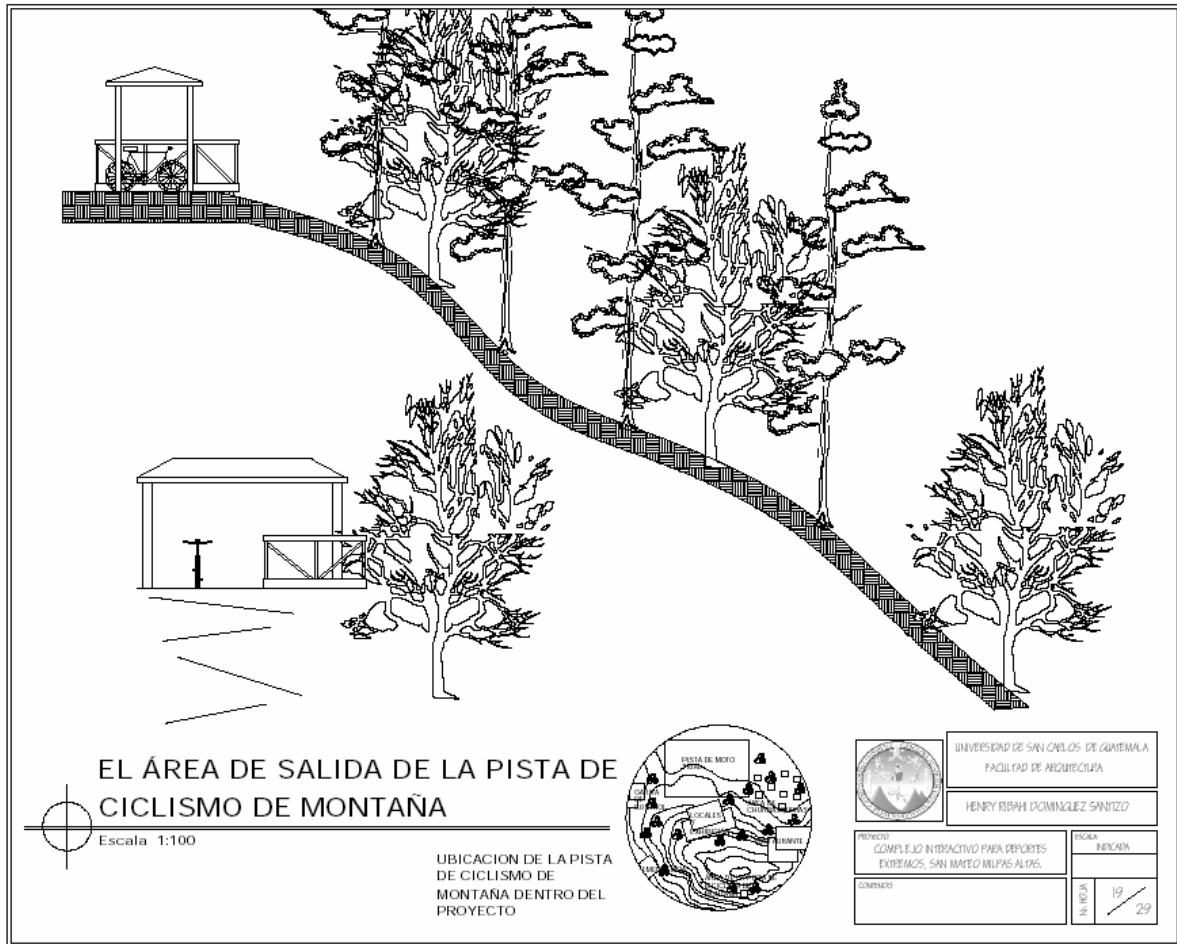 EL ÁREA DE SALIDA DE LA PISTA DE
CICLISMO DE MONTAÑA
Escala 1:100
UBICACION DE LA PISTA
DE CICLISMO DE
MONTAÑA DENTRO DEL
PROYECTO
PISTA DE MOTO
LOCALES
UNIVERSIDAD DE SAN CARLOS DE GUATEMALA
FACULTAD DE ARQUITECTURA
HENRY RIBAHI DOMINGUEZ SANTIZO
PROYECTO:
COMPLEJO INTERACTIVO PARA DEPORTES
EXTREMOS, SAN MATEO MILPAS ALTAS.
ESCALA:
INDICADA
CONTENIDO:
No. HOJA
19
29